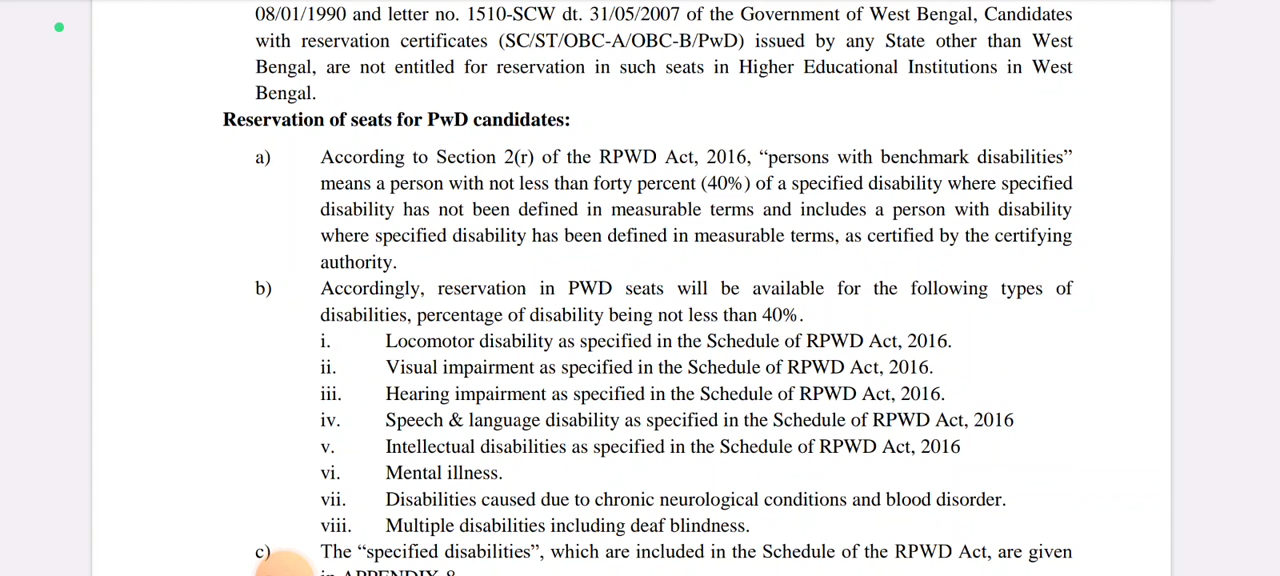 08/01/1990 and letter no. 1510-SCW dt. 31/05/2007 of the Government of West Bengal, Candidates
with reservation certificates (SC/ST/OBC-A/OBC-B/PwD) issued by any State other than West
Bengal, are not entitled for reservation in such seats in Higher Educational Institutions in West
Bengal.
Reservation of seats for PwD candidates:
a) According to Section 2(r) of the RPWD Act, 2016, “persons with benchmark disabilities”
means a person with not less than forty percent (40%) of a specified disability where specified
disability has not been defined in measurable terms and includes a person with disability
where specified disability has been defined in measurable terms, as certified by the certifying
authority.
b) Accordingly, reservation in PWD seats will be available for the following types of
disabilities, percentage of disability being not less than 40%.
i. Locomotor disability as specified in the Schedule of RPWD Act, 2016.
ii. Visual impairment as specified in the Schedule of RPWD Act, 2016.
iii. Hearing impairment as specified in the Schedule of RPWD Act, 2016.
iv. Speech & language disability as specified in the Schedule of RPWD Act, 2016
v. Intellectual disabilities as specified in the Schedule of RPWD Act, 2016
vi. Mental illness.
vii. Disabilities caused due to chronic neurological conditions and blood disorder.
viii. Multiple disabilities including deaf blindness.
c) The “specified disabilities”, which are included in the Schedule of the RPWD Act, are given
in APPENDIX